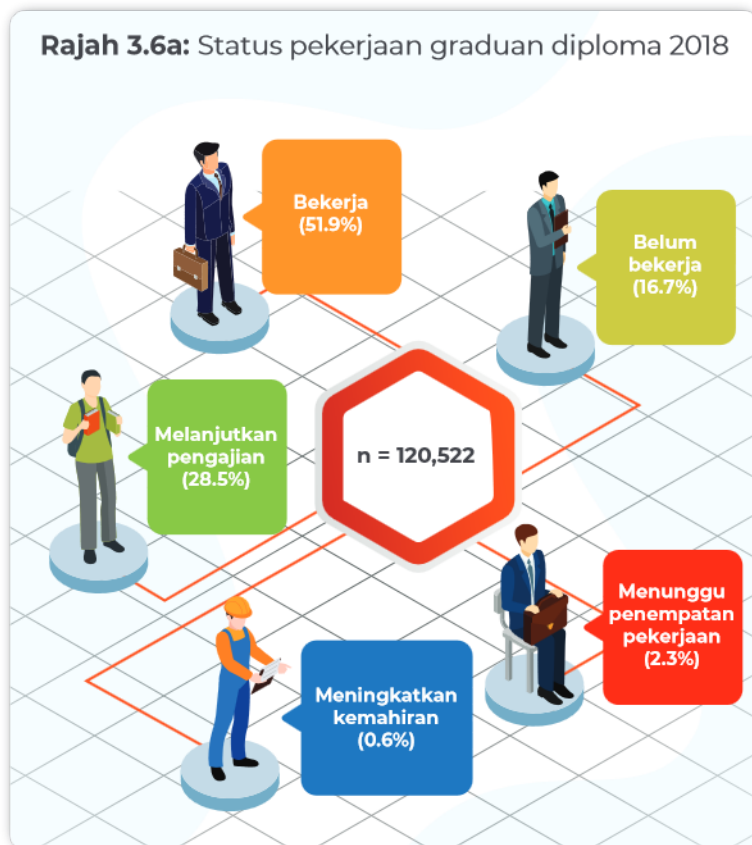 Rajah 3.6a: Status pekerjaan graduan diploma 2018
Bekerja
(51.9%)
Belum
bekerja
(16.7%)
Melanjutkan
pengajian
(28.5%)
n = 120,522
Menunggu
penempatan
pekerjaan
(2.3%)
Meningkatkan
kemahiran
(0.6%)